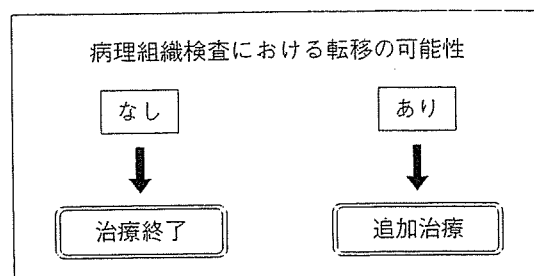 病理組織検査における転移の可能性
なし
あり
治療終了
追加治療